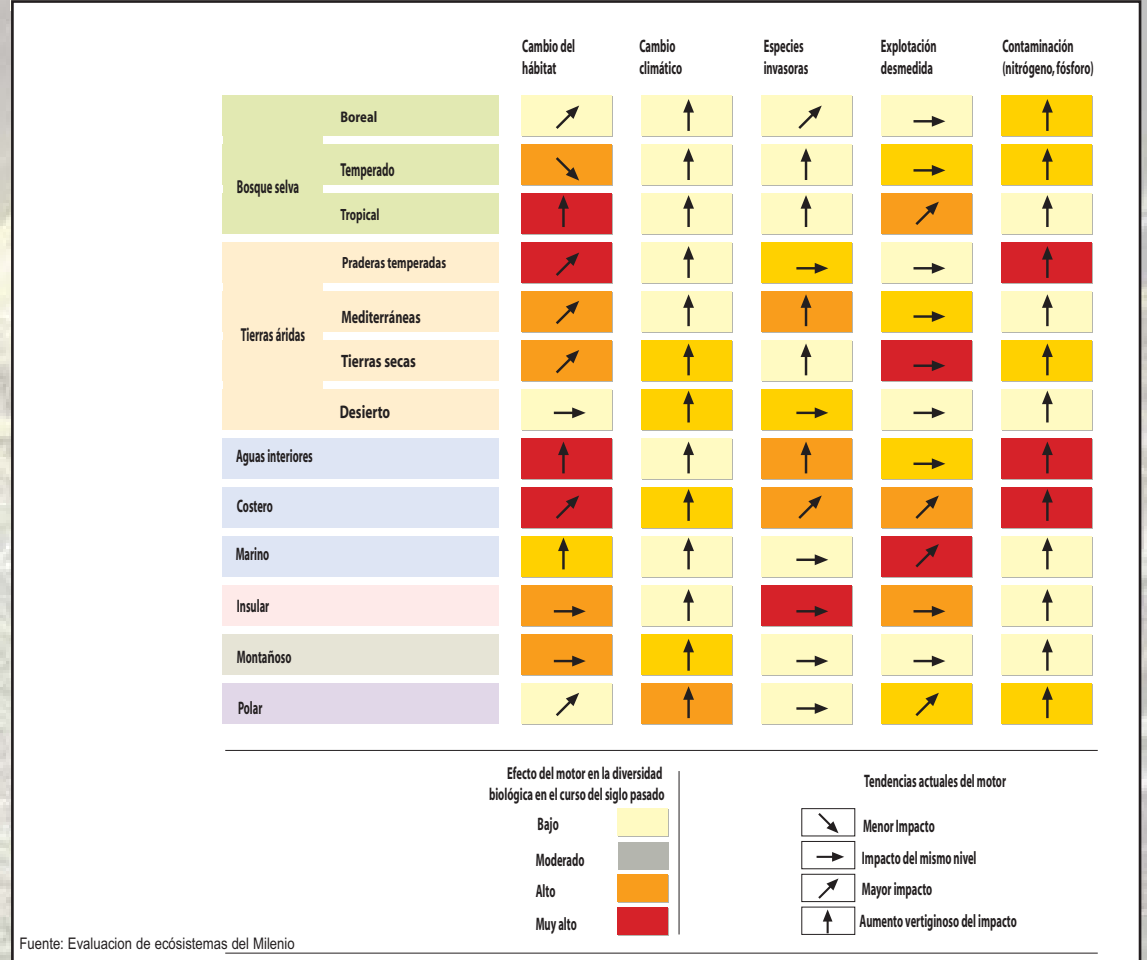 Cambio del
hábitat
Cambio
climático
Especies
invasoras
Explotación
desmedida
Contaminación
(nitrógeno, fósforo)
Bosque selva
Boreal
Temperado
Tropical
Tierras áridas
Praderas temperadas
Mediterráneas
Tierras secas
Desierto
Aguas interiores
Costero
Marino
Insular
Montañoso
Polar
Efecto del motor en la diversidad
biológica en el curso del siglo pasado
Bajo
Moderado
Alto
Muy alto
Tendencias actuales del motor
Menor Impacto
Impacto del mismo nivel
Mayor impacto
Aumento vertiginoso del impacto
Fuente: Evaluacion de ecósistemas del Milenio